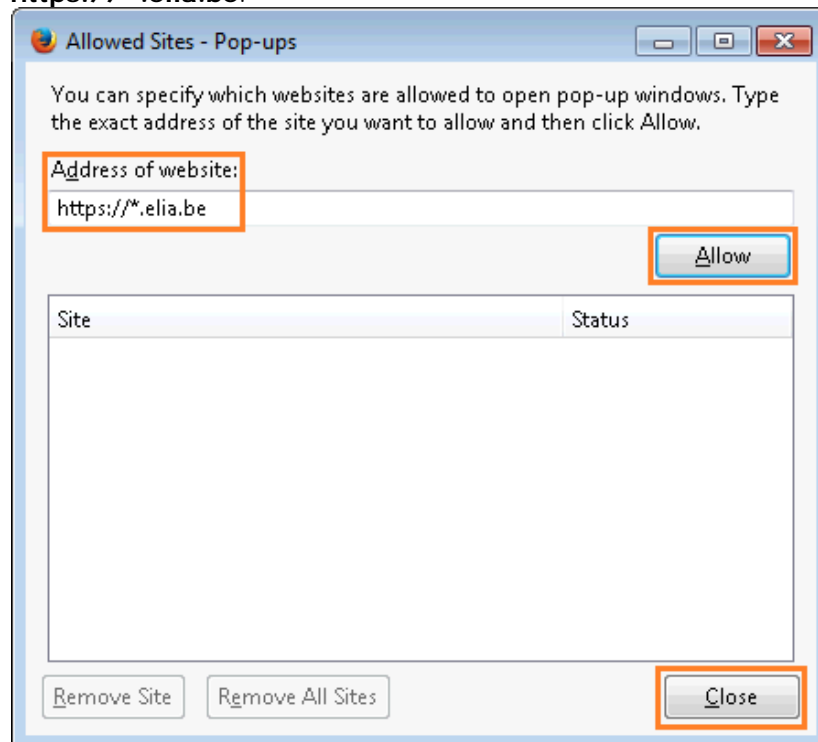 Allowed Sites - Pop-ups
You can specify which websites are allowed to open pop-up windows. Type
the exact address of the site you want to allow and then click Allow.
Address of website:
https://*.elia.be
Allow
Site Status
Remove Site Remove All Sites Close